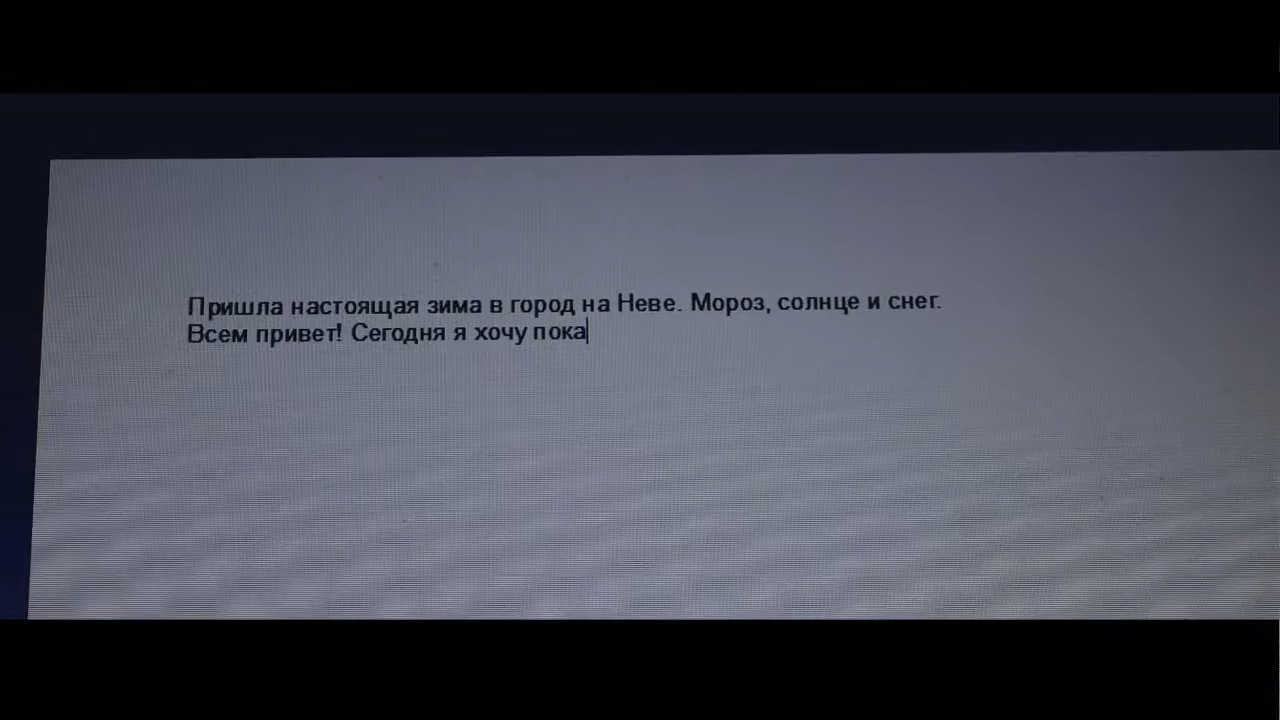 Пришла настоящая зима в город на Неве. Мороз, солнце и снег.
Всем привет! Сегодня я хочу пока